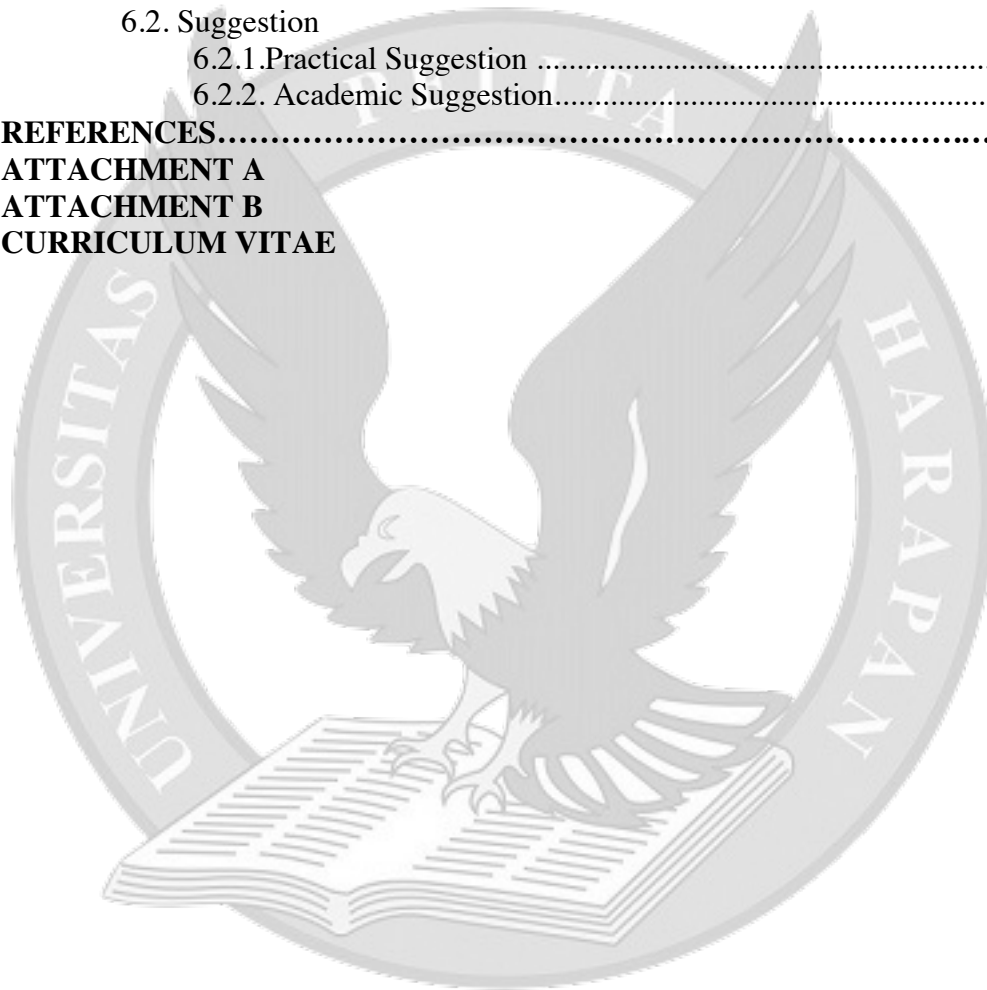 6.2. Suggestion
6.2.1.Practical Suggestion ........................................................
6.2.2. Academic Suggestion......................................................
REFERENCES…………………………………………………………………..…
ATTACHMENT A
ATTACHMENT B
CURRICULUM VITAE
UNIVERSITAS PELITA HARAPAN